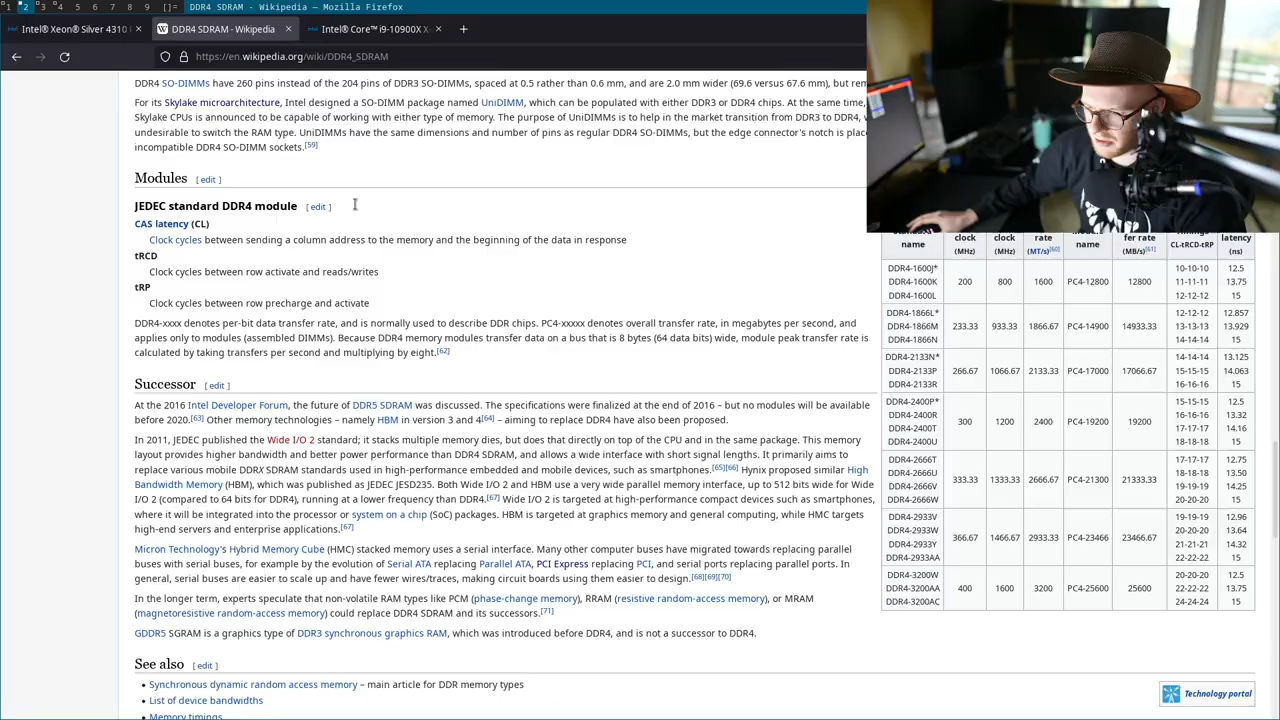 1 2 3 4 5 6 7 8 9 []= DDR4 SDRAM - Wikipedia — Mozilla Firefox
Intel® Xeon® Silver 4310 DDR4 SDRAM - Wikipedia Intel® Core™ i9-10900X X-
https://en.wikipedia.org/wiki/DDR4_SDRAM
DDR4 SO-DIMMs have 260 pins instead of the 204 pins of DDR3 SO-DIMMs, spaced at 0.5 rather than 0.6 mm, and are 2.0 mm wider (69.6 versus 67.6 mm), but rem
For its Skylake microarchitecture, Intel designed a SO-DIMM package named UniDIMM, which can be populated with either DDR3 or DDR4 chips. At the same time,
Skylake CPUs is announced to be capable of working with either type of memory. The purpose of UniDIMMs is to help in the market transition from DDR3 to DDR4, w
undesirable to switch the RAM type. UniDIMMs have the same dimensions and number of pins as regular DDR4 SO-DIMMs, but the edge connector's notch is plac
incompatible DDR4 SO-DIMM sockets.[59]
Modules [ edit ]
JEDEC standard DDR4 module [ edit ]
CAS latency (CL)
Clock cycles between sending a column address to the memory and the beginning of the data in response
tRCD
Clock cycles between row activate and reads/writes
tRP
Clock cycles between row precharge and activate
DDR4-xxxx denotes per-bit data transfer rate, and is normally used to describe DDR chips. PC4-xxxxx denotes overall transfer rate, in megabytes per second, and
applies only to modules (assembled DIMMs). Because DDR4 memory modules transfer data on a bus that is 8 bytes (64 data bits) wide, module peak transfer rate is
calculated by taking transfers per second and multiplying by eight.[62]
Successor [ edit ]
At the 2016 Intel Developer Forum, the future of DDR5 SDRAM was discussed. The specifications were finalized at the end of 2016 – but no modules will be available
before 2020.[63] Other memory technologies – namely HBM in version 3 and 4[64] – aiming to replace DDR4 have also been proposed.
In 2011, JEDEC published the Wide I/O 2 standard; it stacks multiple memory dies, but does that directly on top of the CPU and in the same package. This memory
layout provides higher bandwidth and better power performance than DDR4 SDRAM, and allows a wide interface with short signal lengths. It primarily aims to
replace various mobile DDRX SDRAM standards used in high-performance embedded and mobile devices, such as smartphones.[65][66] Hynix proposed similar High
Bandwidth Memory (HBM), which was published as JEDEC JESD235. Both Wide I/O 2 and HBM use a very wide parallel memory interface, up to 512 bits wide for Wide
I/O 2 (compared to 64 bits for DDR4), running at a lower frequency than DDR4.[67] Wide I/O 2 is targeted at high-performance compact devices such as smartphones,
where it will be integrated into the processor or system on a chip (SoC) packages. HBM is targeted at graphics memory and general computing, while HMC targets
high-end servers and enterprise applications.[67]
Micron Technology's Hybrid Memory Cube (HMC) stacked memory uses a serial interface. Many other computer buses have migrated towards replacing parallel
buses with serial buses, for example by the evolution of Serial ATA replacing Parallel ATA, PCI Express replacing PCI, and serial ports replacing parallel ports. In
general, serial buses are easier to scale up and have fewer wires/traces, making circuit boards using them easier to design.[68][69][70]
In the longer term, experts speculate that non-volatile RAM types like PCM (phase-change memory), RRAM (resistive random-access memory), or MRAM
(magnetoresistive random-access memory) could replace DDR4 SDRAM and its successors.[71]
GDDR5 SGRAM is a graphics type of DDR3 synchronous graphics RAM, which was introduced before DDR4, and is not a successor to DDR4.
See also [ edit ]
• Synchronous dynamic random access memory – main article for DDR memory types
• List of device bandwidths
• Memory timings
name clock (MHz) clock (MHz) rate (MT/s)[60] name fer rate (MB/s)[61] CL-tRCD-tRP latency (ns)
DDR4-1600J* 10-10-10 12.5
DDR4-1600K 200 800 1600 PC4-12800 12800 11-11-11 13.75
DDR4-1600L 12-12-12 15
DDR4-1866L* 12-12-12 12.857
DDR4-1866M 233.33 933.33 1866.67 PC4-14900 14933.33 13-13-13 13.929
DDR4-1866N 14-14-14 15
DDR4-2133N* 14-14-14 13.125
DDR4-2133P 266.67 1066.67 2133.33 PC4-17000 17066.67 15-15-15 14.063
DDR4-2133R 16-16-16 15
DDR4-2400P* 15-15-15 12.5
DDR4-2400R 16-16-16 13.32
300 1200 2400 PC4-19200 19200
DDR4-2400T 17-17-17 14.16
DDR4-2400U 18-18-18 15
DDR4-2666T 17-17-17 12.75
DDR4-2666U 18-18-18 13.50
333.33 1333.33 2666.67 PC4-21300 21333.33
DDR4-2666V 19-19-19 14.25
DDR4-2666W 20-20-20 15
DDR4-2933V 19-19-19 12.96
DDR4-2933W 20-20-20 13.64
366.67 1466.67 2933.33 PC4-23466 23466.67
DDR4-2933Y 21-21-21 14.32
DDR4-2933AA 22-22-22 15
DDR4-3200W 20-20-20 12.5
DDR4-3200AA 400 1600 3200 PC4-25600 25600 22-22-22 13.75
DDR4-3200AC 24-24-24 15
Technology portal